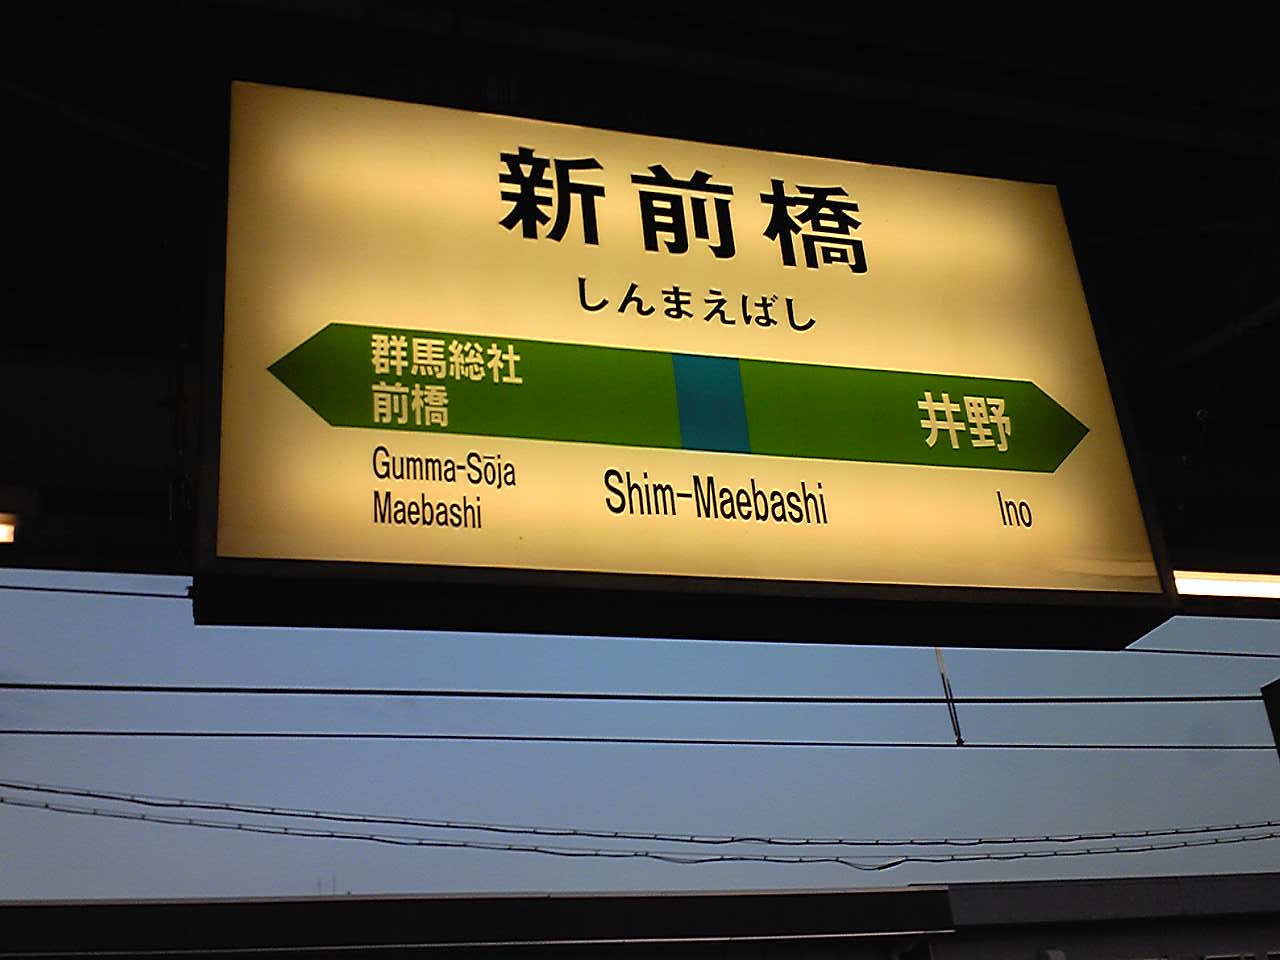 新前橋
しんまえばし
群馬総社
前橋
井野
Gumma-Sōja
Maebashi
Shim-Maebashi
Ino